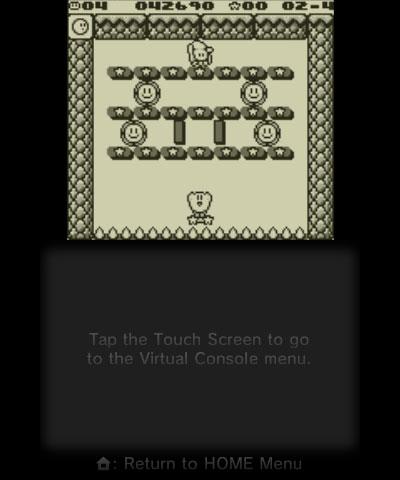 04 042690 00 02-4
Tap the Touch Screen to go
to the Virtual Console menu.
: Return to HOME Menu